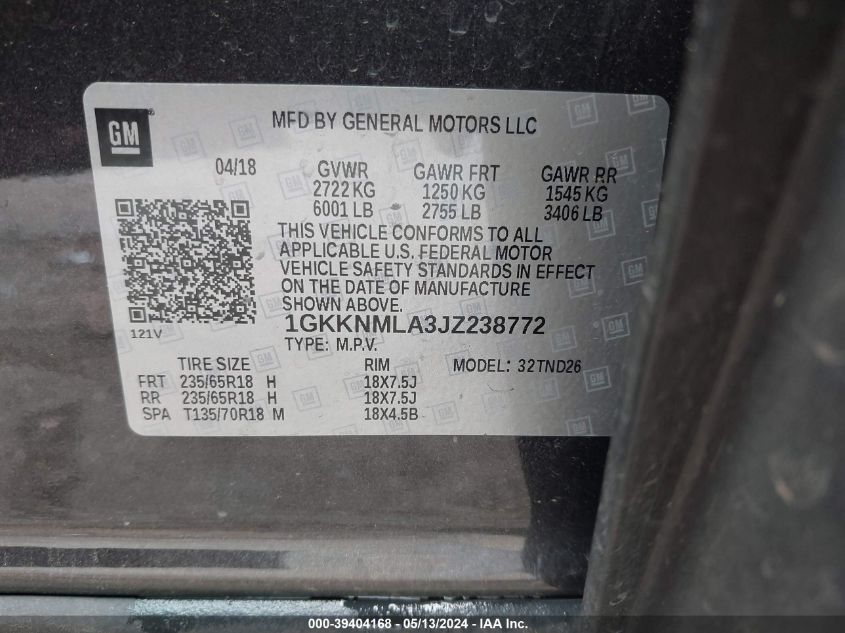 GM
MFD BY GENERAL MOTORS LLC
04/18 GVWR GAWR FRT GAWR RR
2722 KG 1250 KG 1545 KG
6001 LB 2755 LB 3406 LB
THIS VEHICLE CONFORMS TO ALL
APPLICABLE U.S. FEDERAL MOTOR
VEHICLE SAFETY STANDARDS IN EFFECT
ON THE DATE OF MANUFACTURE
SHOWN ABOVE.
121V
1GKKNMLA3JZ238772
TYPE: M.P.V.
TIRE SIZE RIM MODEL: 32TND26
FRT 235/65R18 H 18X7.5J
RR 235/65R18 H 18X7.5J
SPA T135/70R18 M 18X4.5B
000-39404168 - 05/13/2024 - IAA Inc.